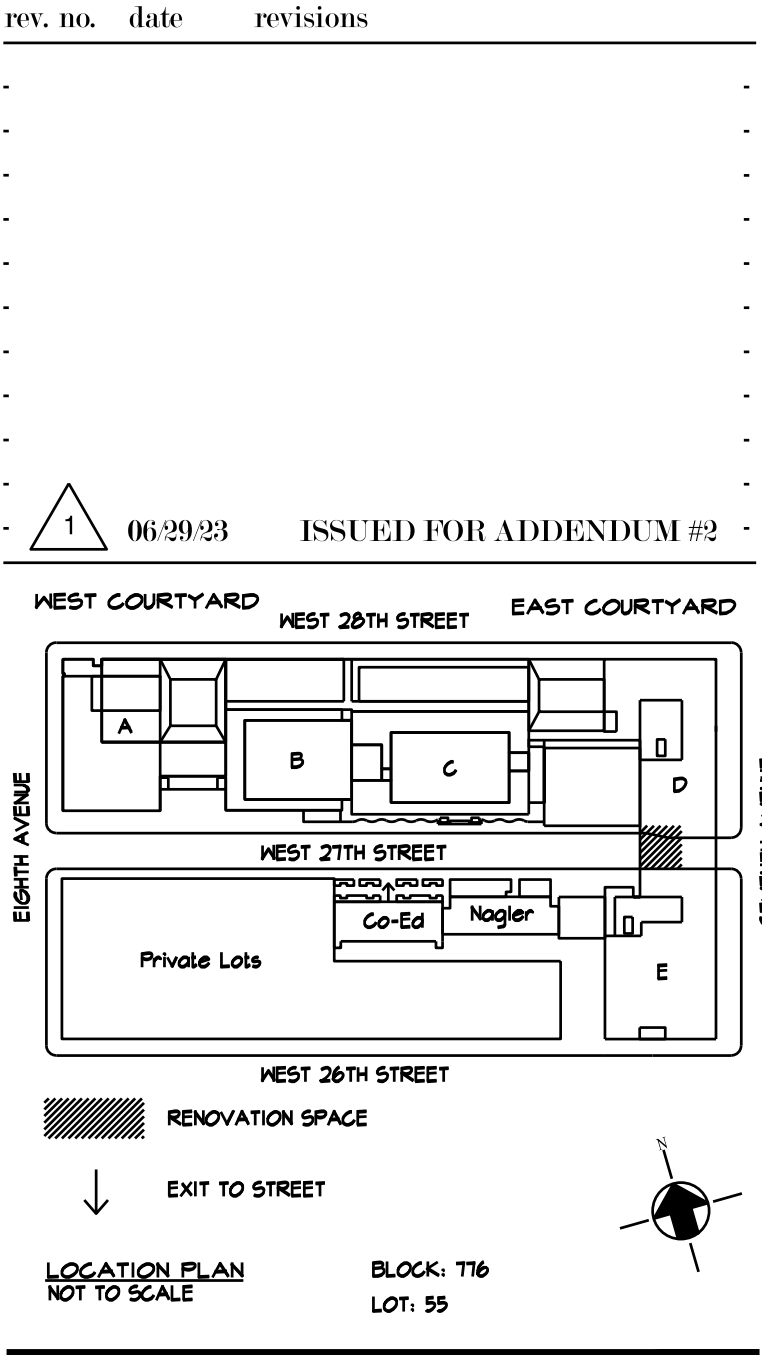 rev. no. date revisions
1 06/29/23 ISSUED FOR ADDENDUM #2
WEST COURTYARD
WEST 28TH STREET
EAST COURTYARD
A
B
C
D
EIGHTH AVENUE
WEST 27TH STREET
Co-Ed
Nagler
Private Lots
E
WEST 26TH STREET
RENOVATION SPACE
N
EXIT TO STREET
LOCATION PLAN
NOT TO SCALE
BLOCK: 776
LOT: 55